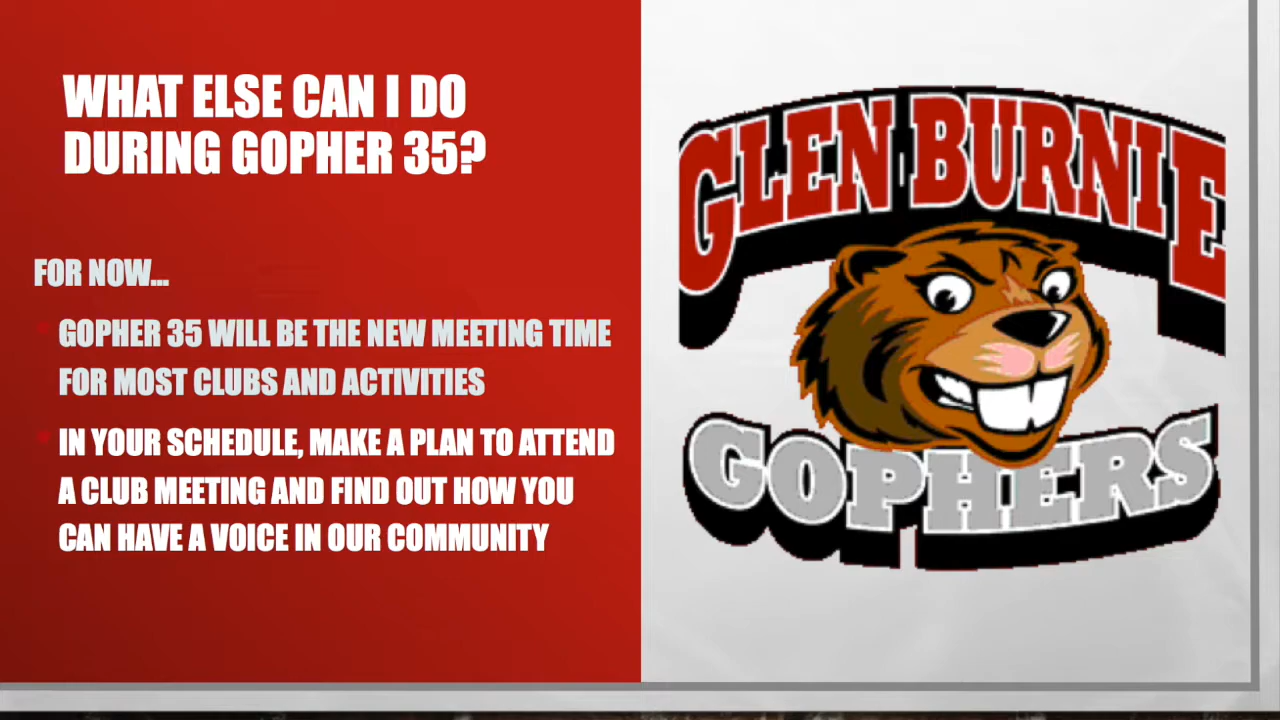 WHAT ELSE CAN I DO
DURING GOPHER 35?
FOR NOW...
GOPHER 35 WILL BE THE NEW MEETING TIME
FOR MOST CLUBS AND ACTIVITIES
IN YOUR SCHEDULE, MAKE A PLAN TO ATTEND
A CLUB MEETING AND FIND OUT HOW YOU
CAN HAVE A VOICE IN OUR COMMUNITY
GLEN BURNIE
GOPHERS